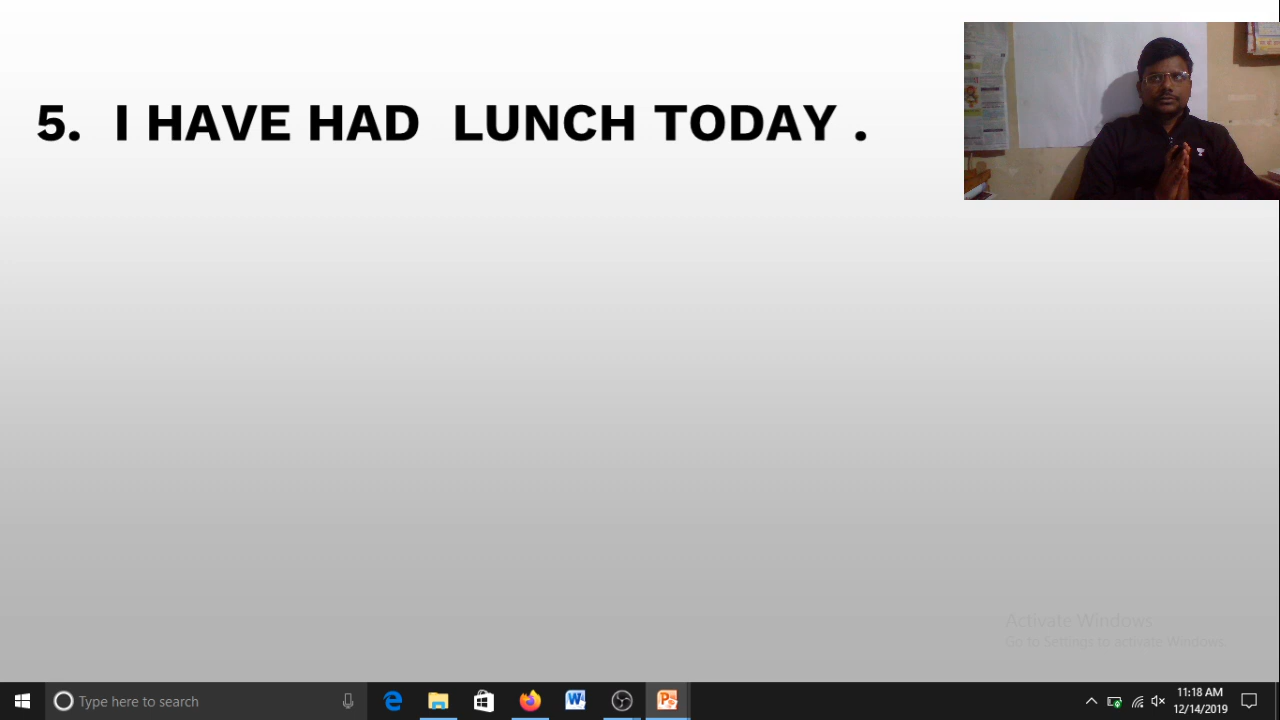 5. I HAVE HAD LUNCH TODAY .
Activate Windows
Go to Settings to activate Windows.
Type here to search
11:18 AM
12/14/2019